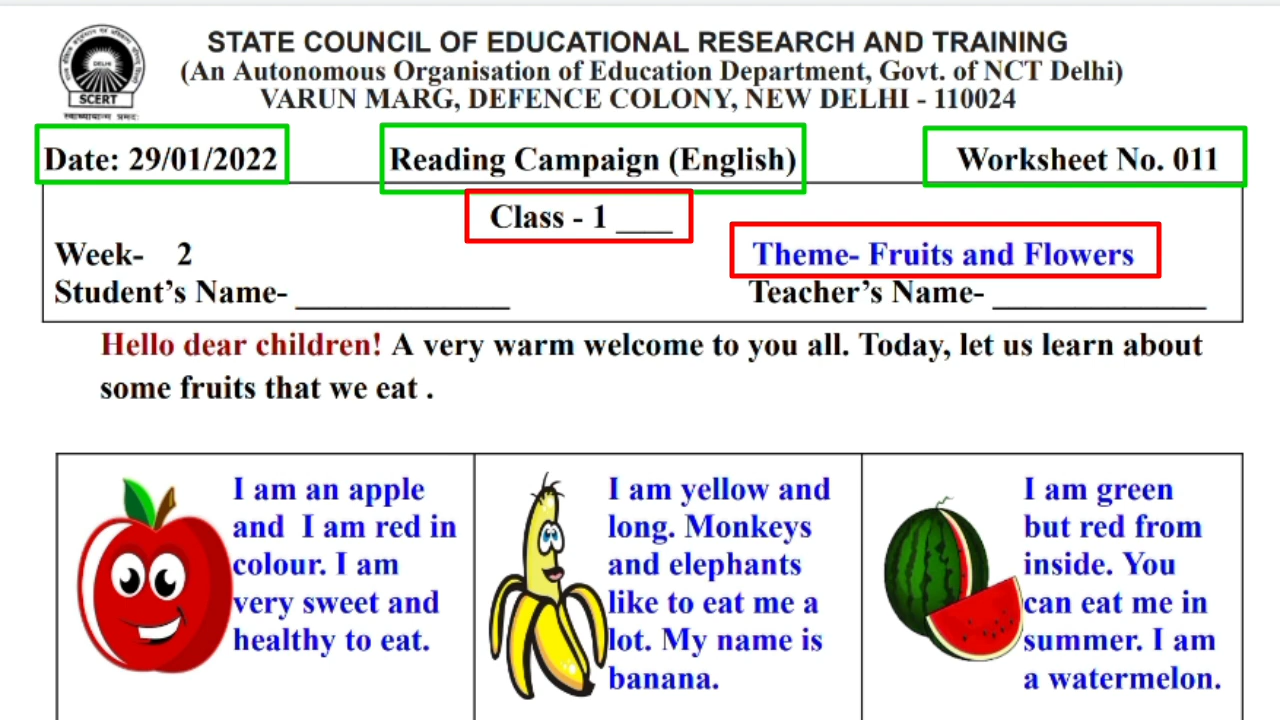 STATE COUNCIL OF EDUCATIONAL RESEARCH AND TRAINING
(An Autonomous Organisation of Education Department, Govt. of NCT Delhi)
VARUN MARG, DEFENCE COLONY, NEW DELHI - 110024
DELHI
SCERT
Date: 29/01/2022
Reading Campaign (English)
Worksheet No. 011
Class - 1 ____
Week- 2
Theme- Fruits and Flowers
Student's Name- ______________
Teacher's Name- ______________
Hello dear children! A very warm welcome to you all. Today, let us learn about
some fruits that we eat .
I am an apple
and I am red in
colour. I am
very sweet and
healthy to eat.
I am yellow and
long. Monkeys
and elephants
like to eat me a
lot. My name is
banana.
I am green
but red from
inside. You
can eat me in
summer. I am
a watermelon.